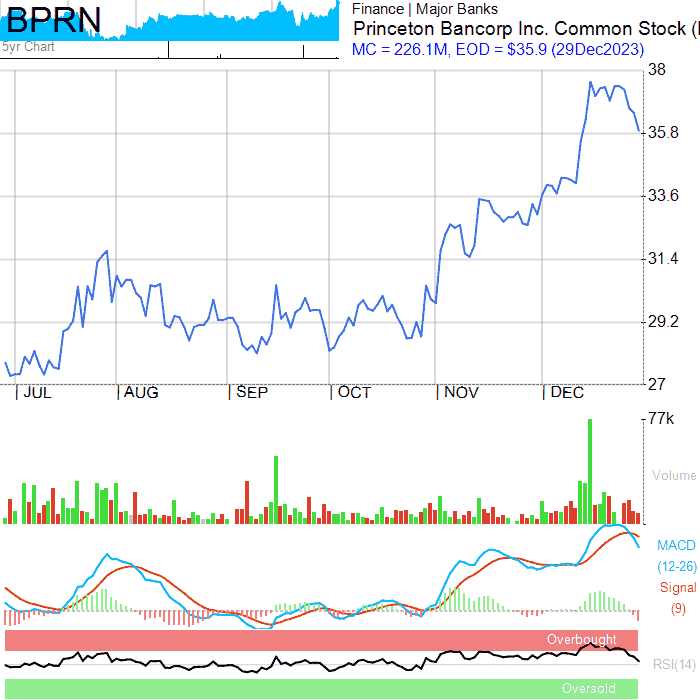 BPRN
5yr Chart
Finance | Major Banks
Princeton Bancorp Inc. Common Stock (
MC = 226.1M, EOD = $35.9 (29Dec2023)
38
35.8
33.6
31.4
29.2
27
JUL AUG SEP OCT NOV DEC
77k
Volume
MACD
(12-26)
Signal
(9)
Overbought
RSI(14)
Oversold